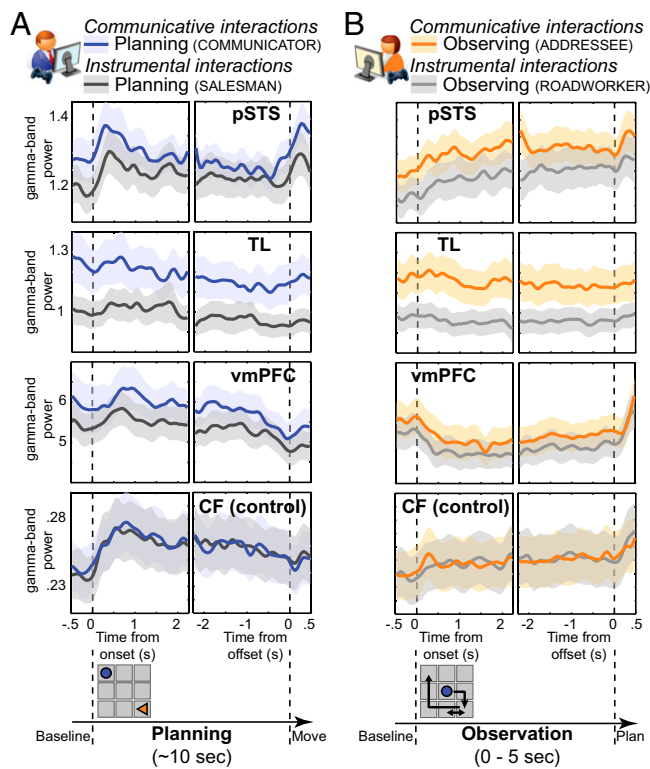 A
Communicative interactions
Planning (COMMUNICATOR)
Instrumental interactions
Planning (SALESMAN)
B
Communicative interactions
Observing (ADDRESSEE)
Instrumental interactions
Observing (ROADWORKER)
pSTS
gamma-band
power
1.4
1.2
TL
gamma-band
power
1.3
1
vmPFC
gamma-band
power
6
5
CF (control)
gamma-band
power
.28
.23
-.5 0 2 -2 0 .5
Time from
onset (s)
Time from
offset (s)
Baseline
Planning
(~10 sec)
Move
pSTS
TL
vmPFC
CF (control)
-.5 0 2 -2 0 .5
Time from
onset (s)
Time from
offset (s)
Baseline
Observation
(0 - 5 sec)
Plan